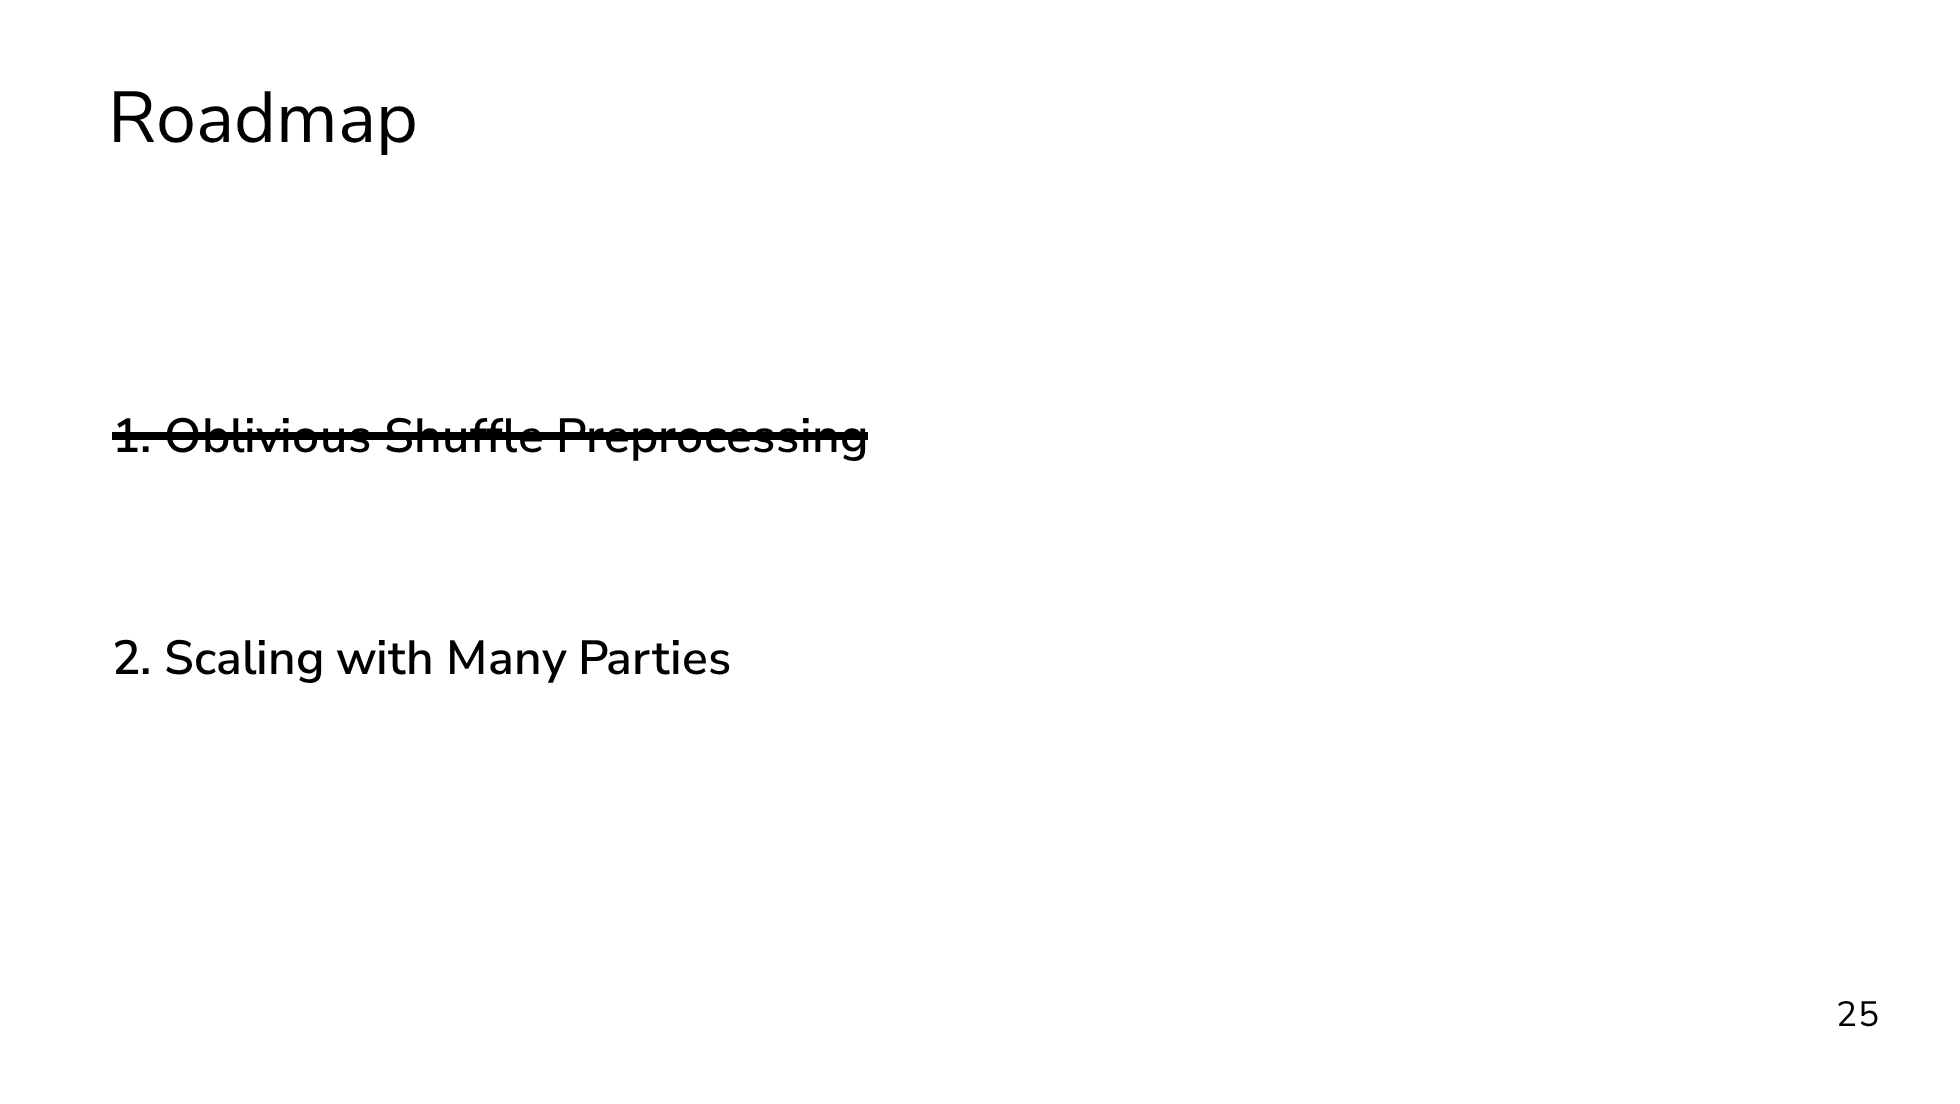 Roadmap
1. Oblivious Shuffle Preprocessing
2. Scaling with Many Parties
25